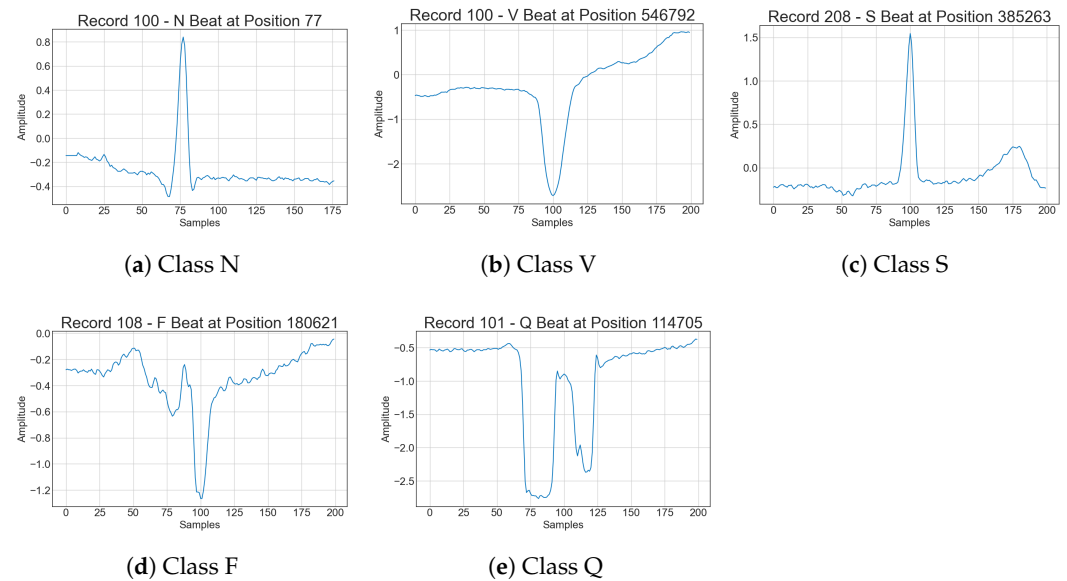 Record 100 - N Beat at Position 77
0.8
0.6
0.4
0.2
0.0
−0.2
−0.4
Amplitude
0 25 50 75 100 125 150 175
Samples
(a) Class N
Record 100 - V Beat at Position 546792
1
0
−1
−2
Amplitude
0 25 50 75 100 125 150 175 200
Samples
(b) Class V
Record 208 - S Beat at Position 385263
1.5
1.0
0.5
0.0
Amplitude
0 25 50 75 100 125 150 175 200
Samples
(c) Class S
Record 108 - F Beat at Position 180621
0.0
−0.2
−0.4
−0.6
−0.8
−1.0
−1.2
Amplitude
0 25 50 75 100 125 150 175 200
Samples
(d) Class F
Record 101 - Q Beat at Position 114705
−0.5
−1.0
−1.5
−2.0
−2.5
Amplitude
0 25 50 75 100 125 150 175 200
Samples
(e) Class Q